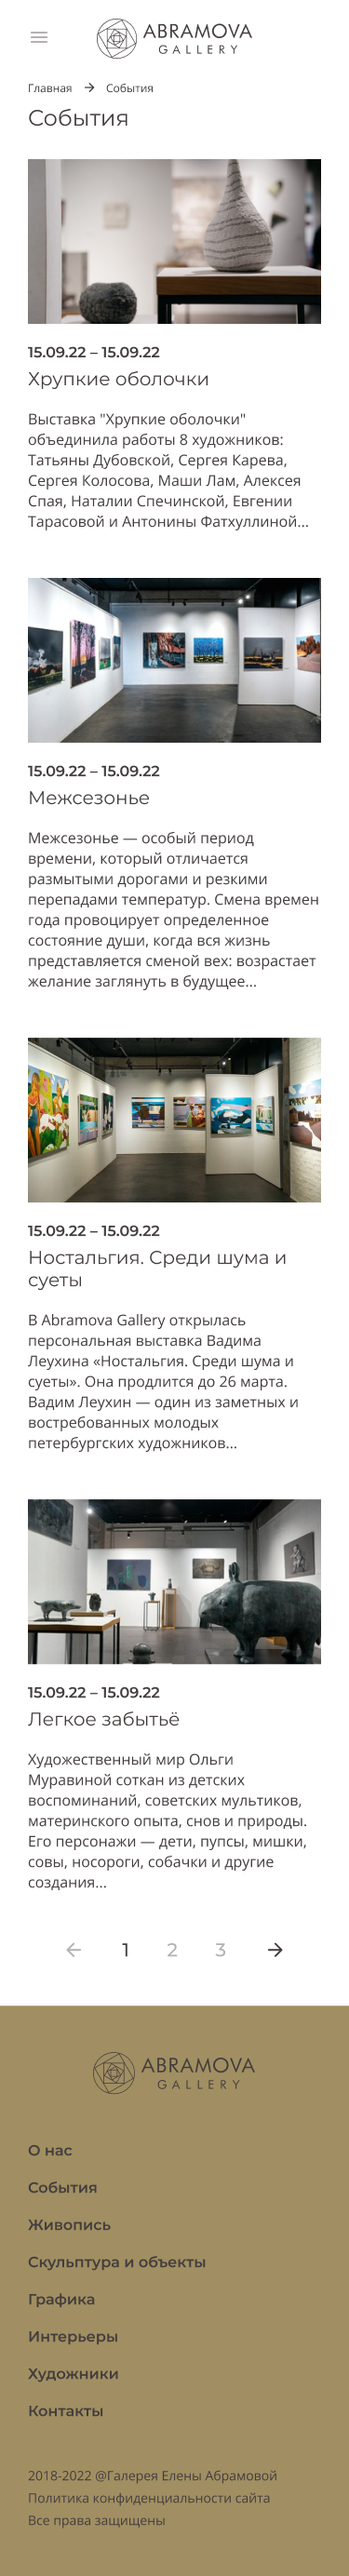 ABRAMOVA
GALLERY
Главная → События
События
15.09.22 – 15.09.22
Хрупкие оболочки
Выставка "Хрупкие оболочки"
объединила работы 8 художников:
Татьяны Дубовской, Сергея Карева,
Сергея Колосова, Маши Лам, Алексея
Спая, Наталии Спечинской, Евгении
Тарасовой и Антонины Фатхуллиной...
15.09.22 – 15.09.22
Межсезонье
Межсезонье — особый период
времени, который отличается
размытыми дорогами и резкими
перепадами температур. Смена времен
года провоцирует определенное
состояние души, когда вся жизнь
представляется сменой вех: возрастает
желание заглянуть в будущее...
15.09.22 – 15.09.22
Ностальгия. Среди шума и
суеты
В Abramova Gallery открылась
персональная выставка Вадима
Леухина «Ностальгия. Среди шума и
суеты». Она продлится до 26 марта.
Вадим Леухин — один из заметных и
востребованных молодых
петербургских художников...
15.09.22 – 15.09.22
Легкое забытьё
Художественный мир Ольги
Муравиной соткан из детских
воспоминаний, советских мультиков,
материнского опыта, снов и природы.
Его персонажи — дети, пупсы, мишки,
совы, носороги, собачки и другие
создания...
← 1 2 3 →
ABRAMOVA
GALLERY
О нас
События
Живопись
Скульптура и объекты
Графика
Интерьеры
Художники
Контакты
2018-2022 @Галерея Елены Абрамовой
Политика конфиденциальности сайта
Все права защищены